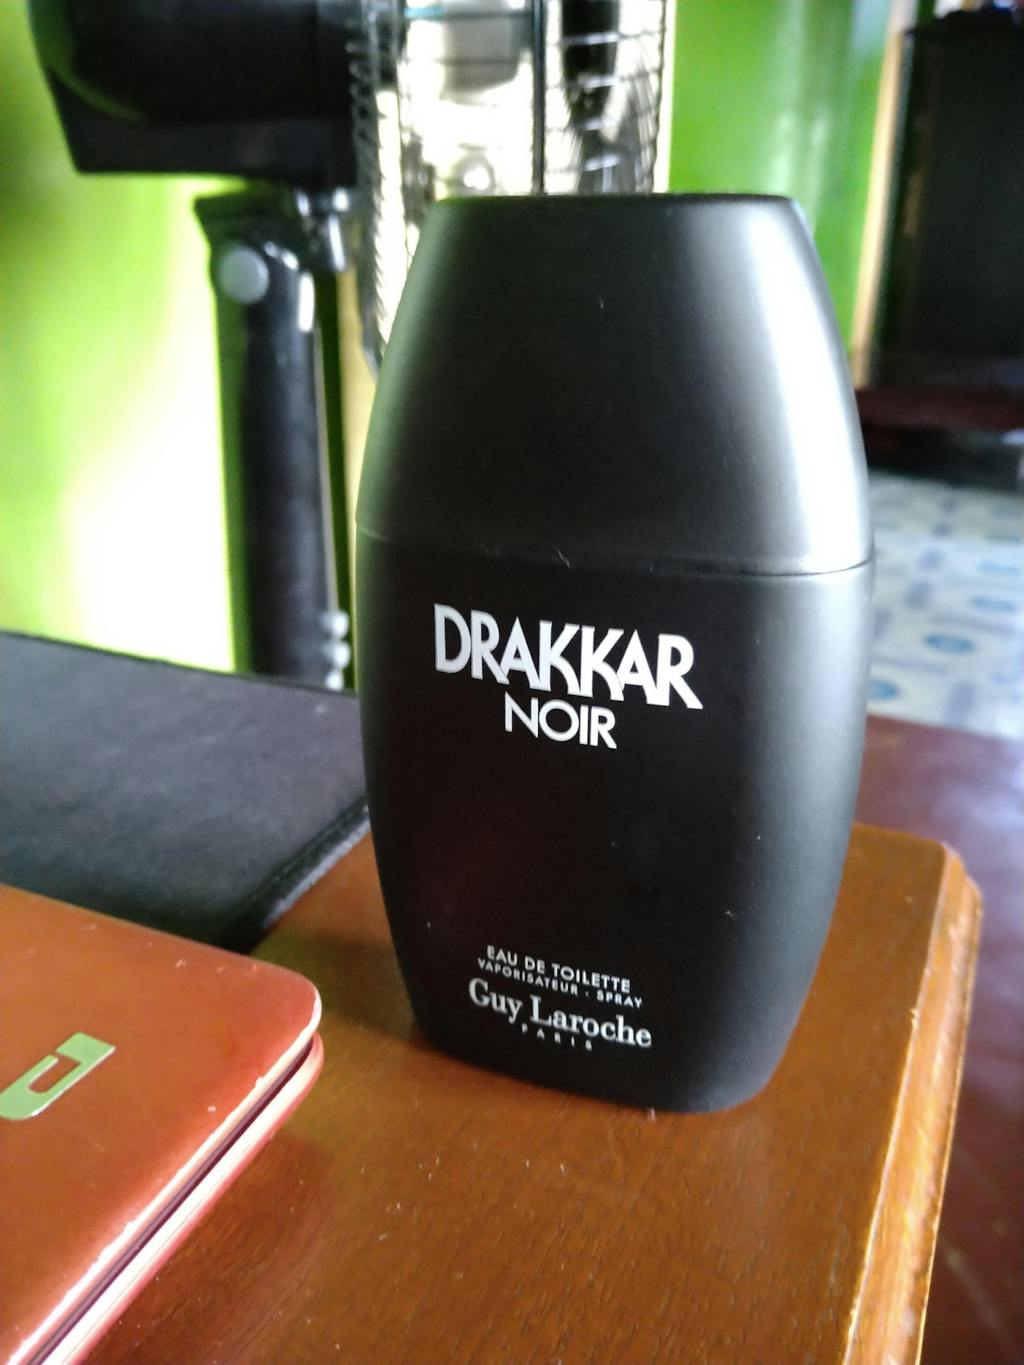 DRAKKAR
NOIR
EAU DE TOILETTE
VAPORISATEUR · SPRAY
Guy Laroche
PARIS